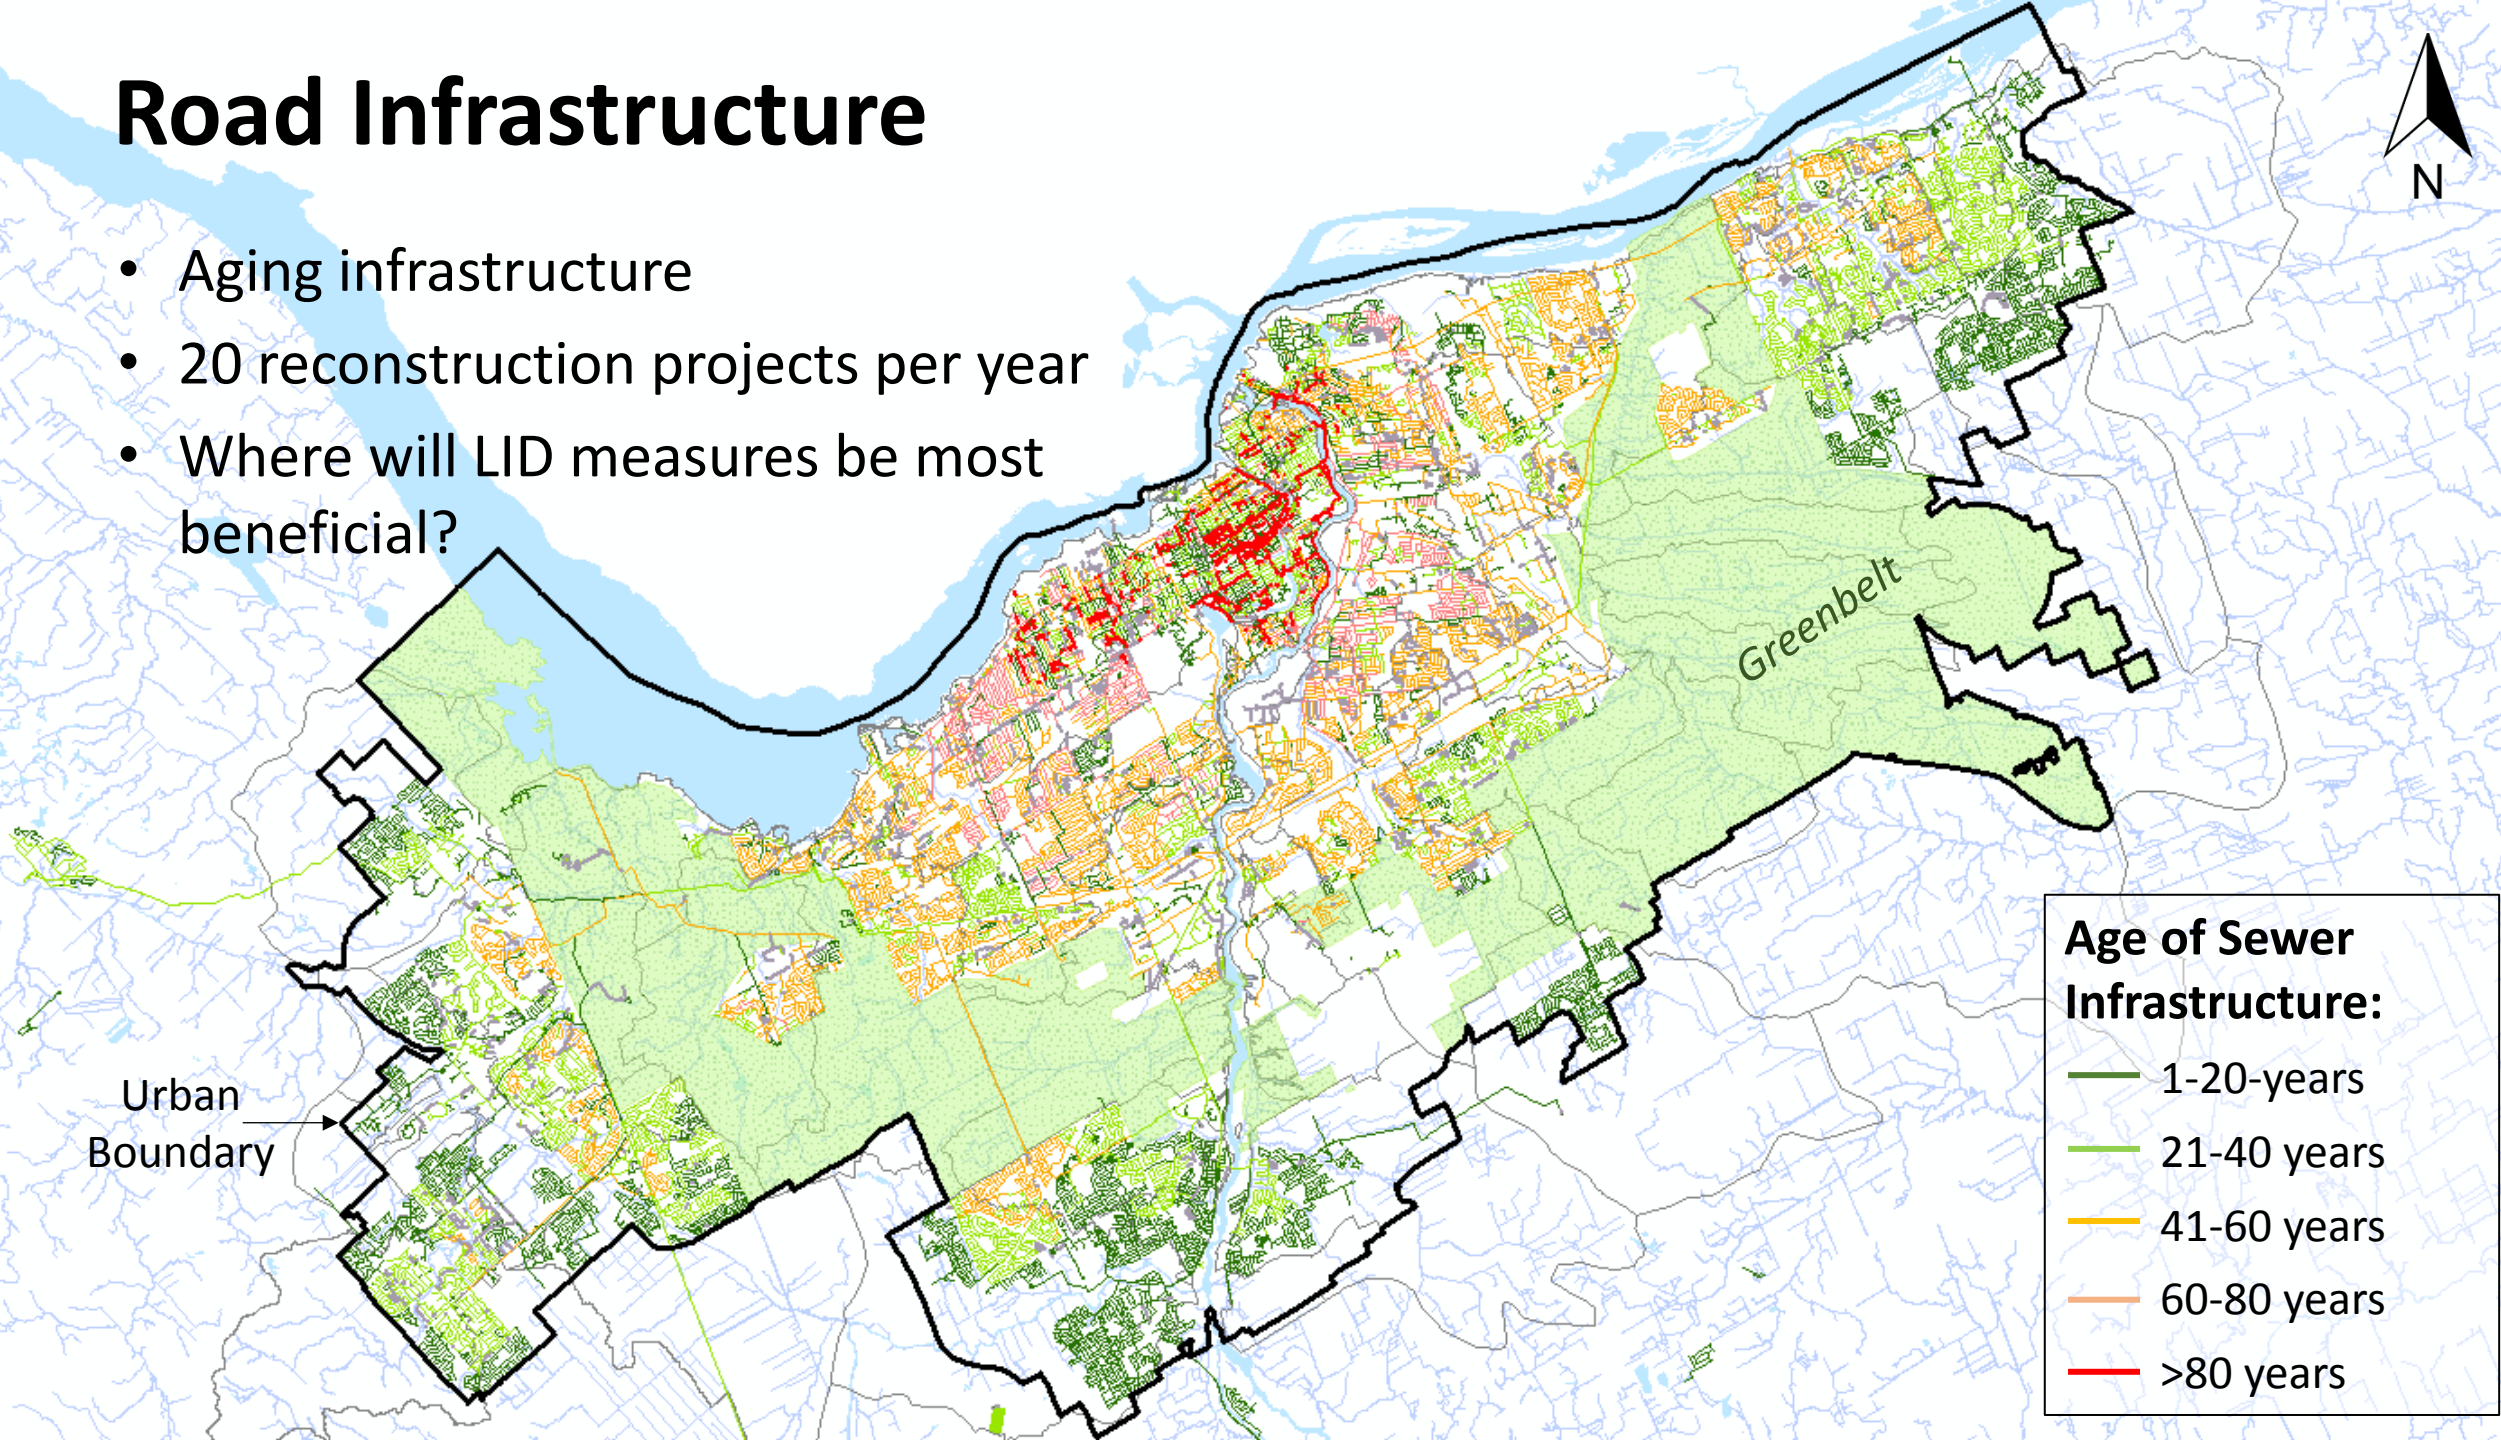 Road Infrastructure
• Aging infrastructure
• 20 reconstruction projects per year
• Where will LID measures be most
beneficial?
N
Greenbelt
Urban
Boundary
Age of Sewer
Infrastructure:
1-20-years
21-40 years
41-60 years
60-80 years
>80 years